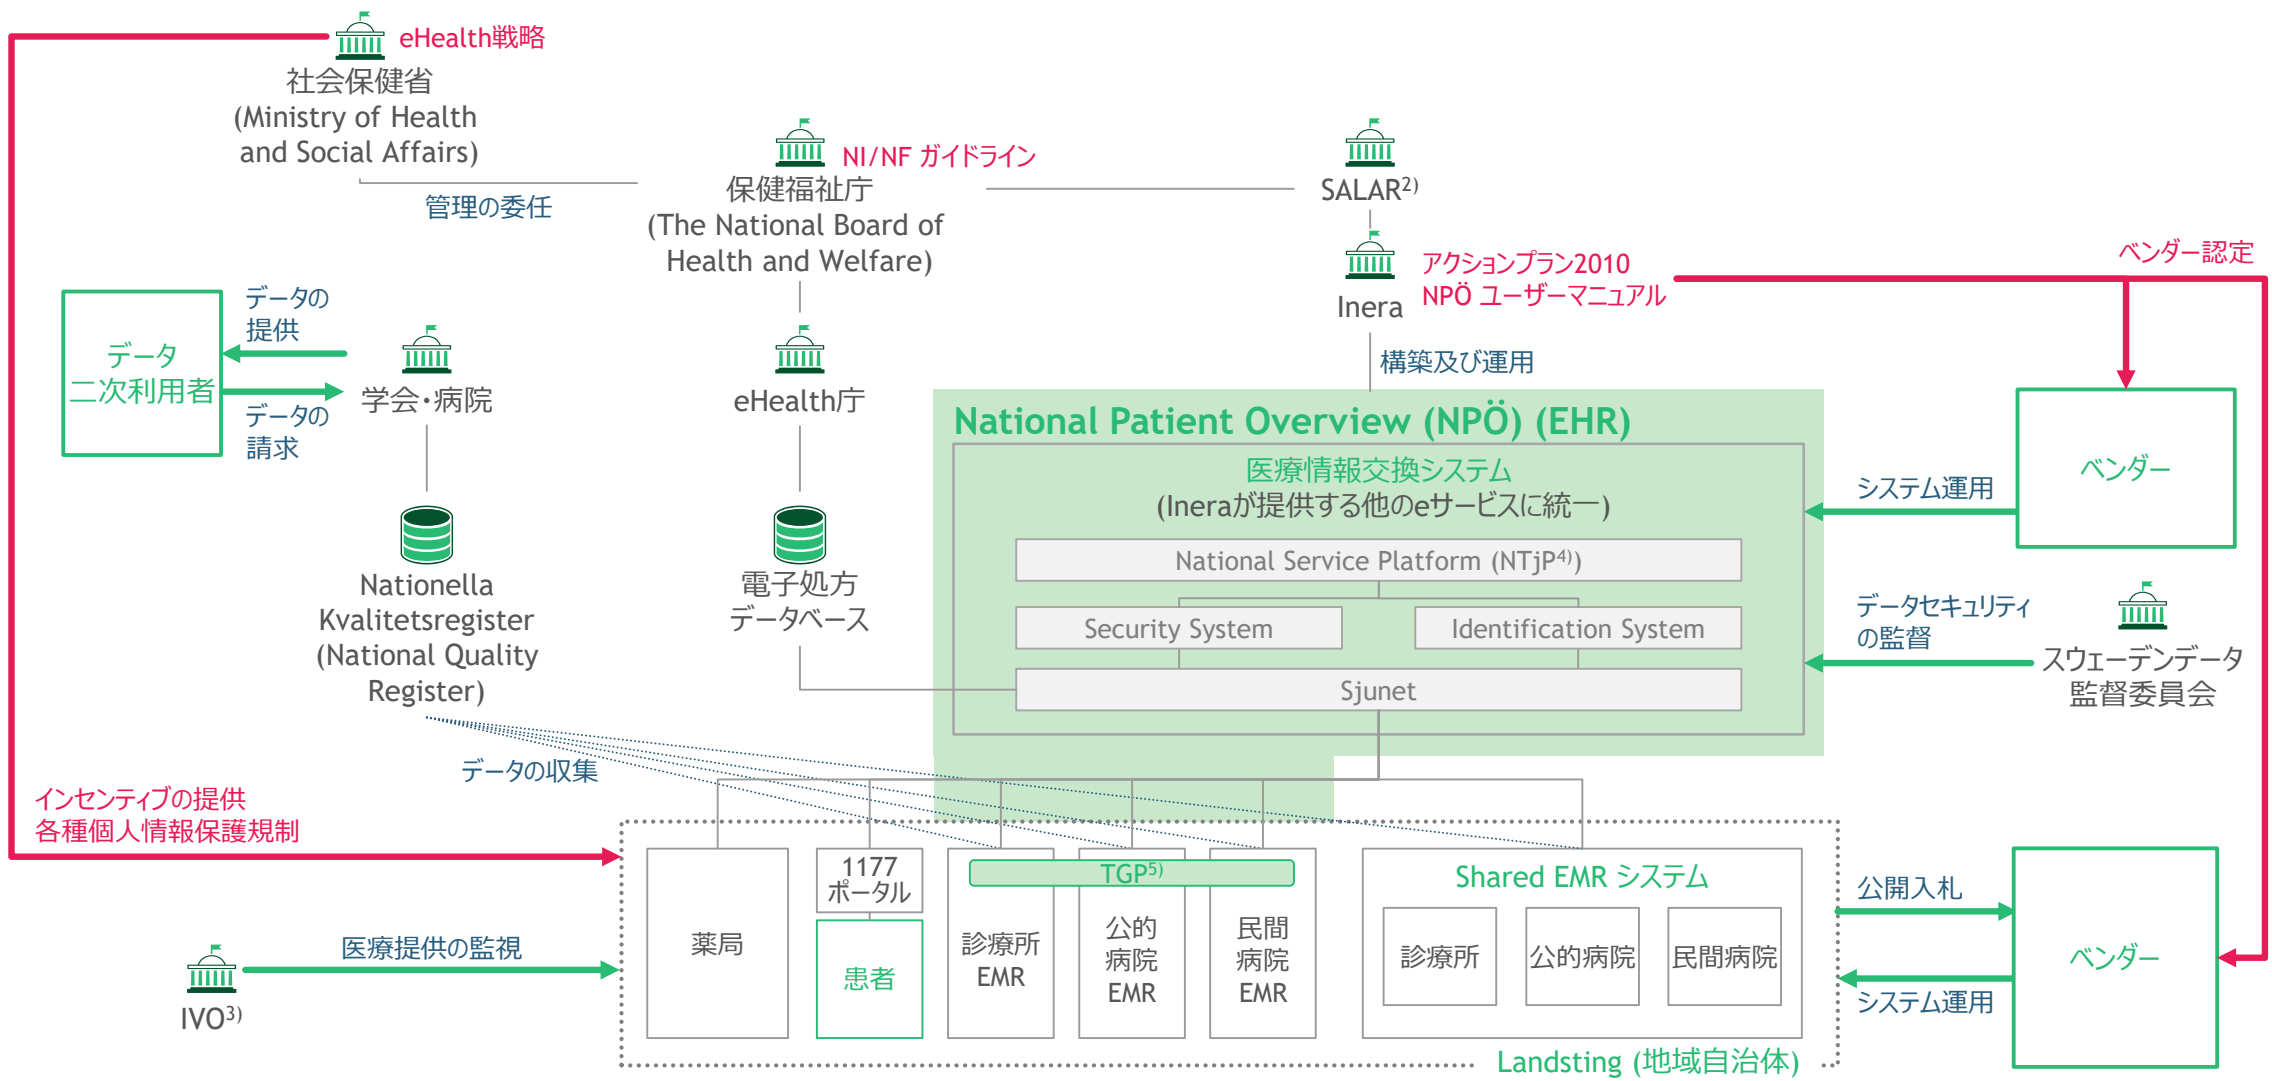 eHealth戦略
社会保健省
(Ministry of Health
and Social Affairs)
管理の委任
NI/NF ガイドライン
保健福祉庁
(The National Board of
Health and Welfare)
SALAR2)
Inera
アクションプラン2010
NPÖ ユーザーマニュアル
ベンダー認定
構築及び運用
データ
二次利用者
データの
提供
データの
請求
学会・病院
eHealth庁
Nationella
Kvalitetsregister
(National Quality
Register)
電子処方
データベース
National Patient Overview (NPÖ) (EHR)
医療情報交換システム
(Ineraが提供する他のeサービスに統一)
National Service Platform (NTjP4))
Security System
Identification System
Sjunet
ベンダー
システム運用
データセキュリティ
の監督
スウェーデンデータ
監督委員会
データの収集
インセンティブの提供
各種個人情報保護規制
医療提供の監視
IVO3)
薬局
1177
ポータル
患者
TGP5)
診療所
EMR
公的
病院
EMR
民間
病院
EMR
Shared EMR システム
診療所
公的病院
民間病院
Landsting (地域自治体)
公開入札
システム運用
ベンダー